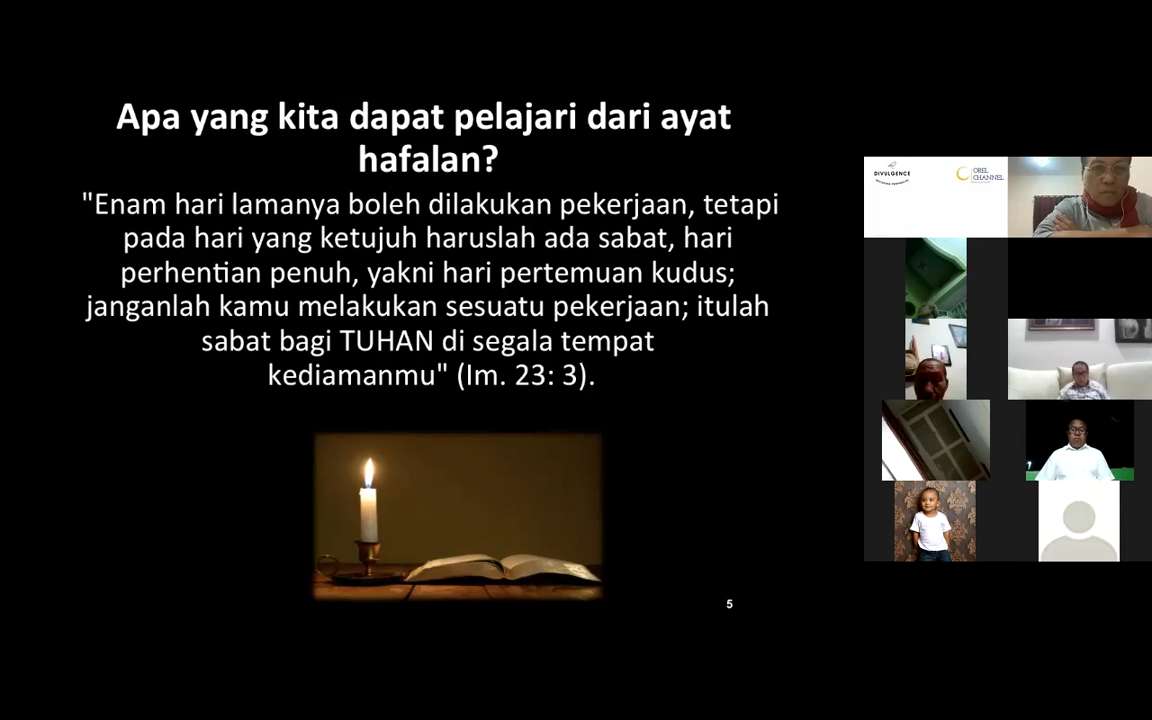 Apa yang kita dapat pelajari dari ayat
hafalan?
"Enam hari lamanya boleh dilakukan pekerjaan, tetapi
pada hari yang ketujuh haruslah ada sabat, hari
perhentian penuh, yakni hari pertemuan kudus;
janganlah kamu melakukan sesuatu pekerjaan; itulah
sabat bagi TUHAN di segala tempat
kediamanmu" (Im. 23: 3).
5
DIVULGENCE
OREL
CHANNEL